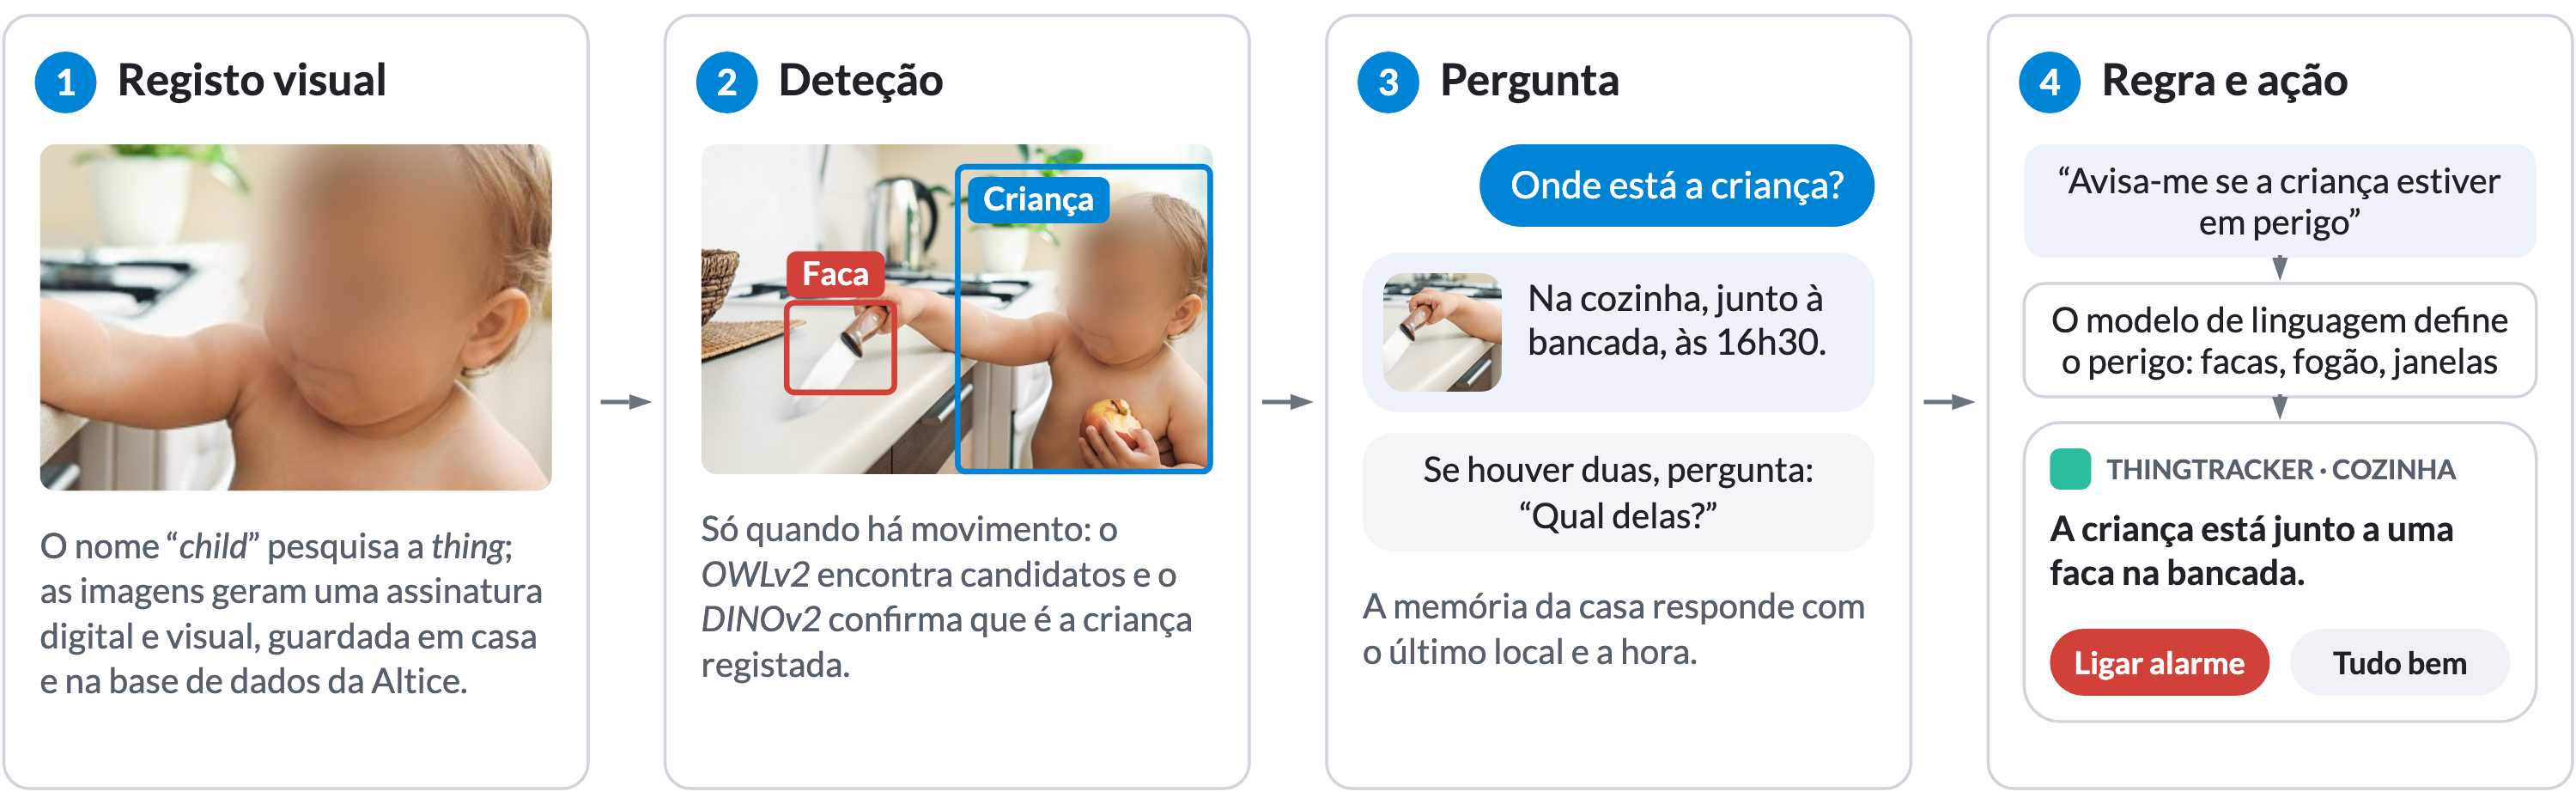 1 Registo visual
O nome “child” pesquisa a thing;
as imagens geram uma assinatura
digital e visual, guardada em casa
e na base de dados da Altice.
2 Deteção
Criança
Faca
Só quando há movimento: o
OWLv2 encontra candidatos e o
DINOv2 confirma que é a criança
registada.
3 Pergunta
Onde está a criança?
Na cozinha, junto à
bancada, às 16h30.
Se houver duas, pergunta:
“Qual delas?”
A memória da casa responde com
o último local e a hora.
4 Regra e ação
“Avisa-me se a criança estiver
em perigo”
O modelo de linguagem define
o perigo: facas, fogão, janelas
THINGTRACKER · COZINHA
A criança está junto a uma
faca na bancada.
Ligar alarme
Tudo bem